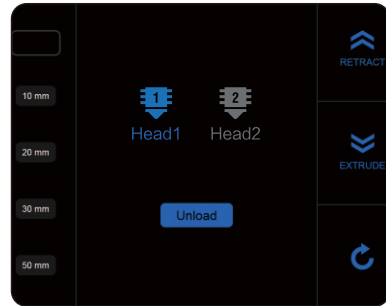 RETRACT
10 mm
1 2
Head1 Head2
20 mm
EXTRUDE
30 mm
Unload
50 mm